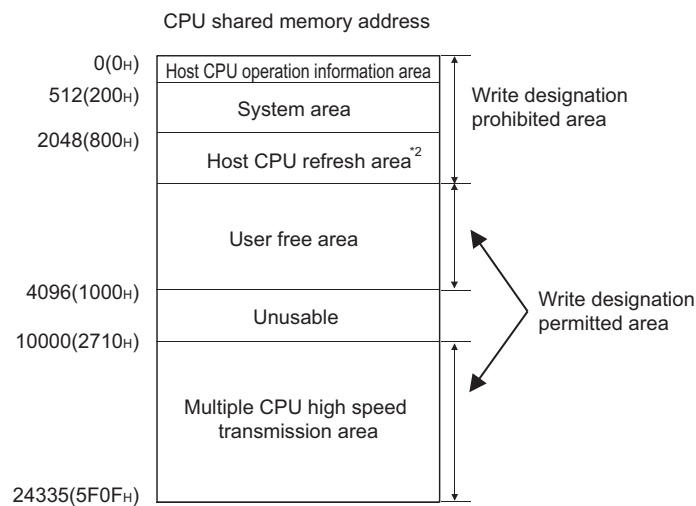 CPU shared memory address
0(0H)
Host CPU operation information area
512(200H)
System area
Write designation
prohibited area
2048(800H)
Host CPU refresh area*2
User free area
4096(1000H)
Unusable
Write designation
permitted area
10000(2710H)
Multiple CPU high speed
transmission area
24335(5F0FH)